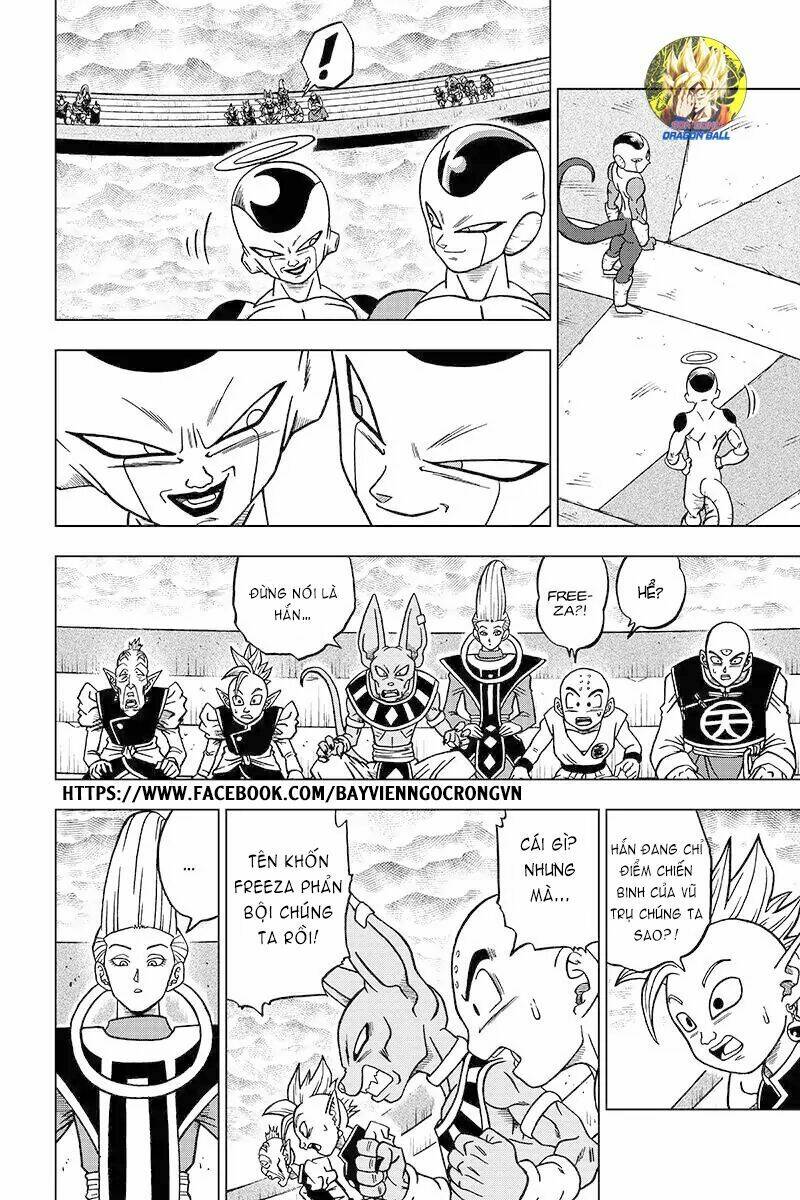 !
DRAGON BALL
HỂ?
FREE-
ZA?!
ĐỪNG NÓI LÀ
HẮN...
HTTPS://WWW.FACEBOOK.COM/BAYVIENNGOCRONGVN
HẮN ĐANG CHỈ
ĐIỂM CHIẾN
BINH CỦA VŨ
TRỤ CHÚNG TA
SAO?!
CÁI GÌ?
NHƯNG
MÀ...
TÊN KHỐN
FREEZA PHẢN
BỘI CHÚNG
TA RỒI!
...
天